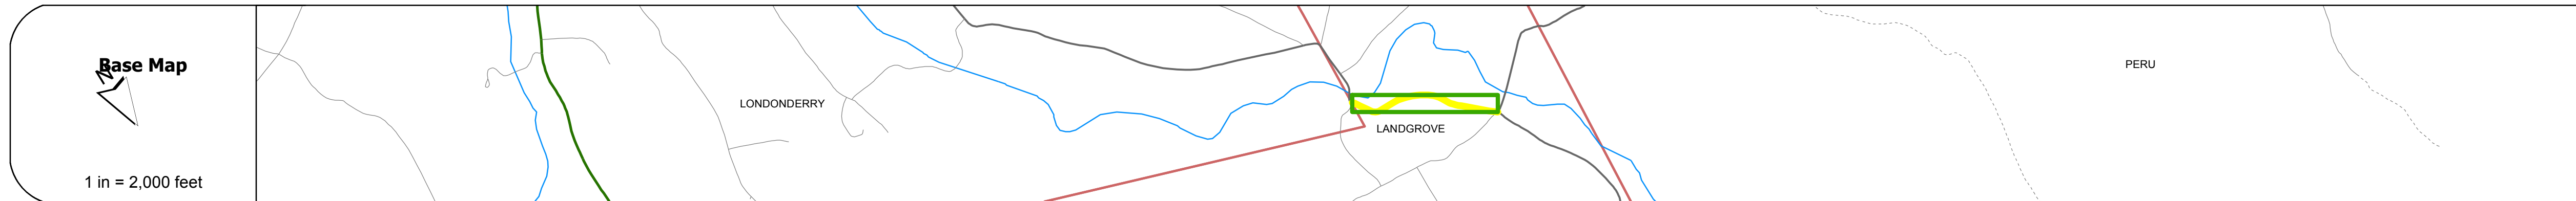 Base Map
N
1 in = 2,000 feet
LONDONDERRY
LANDGROVE
PERU